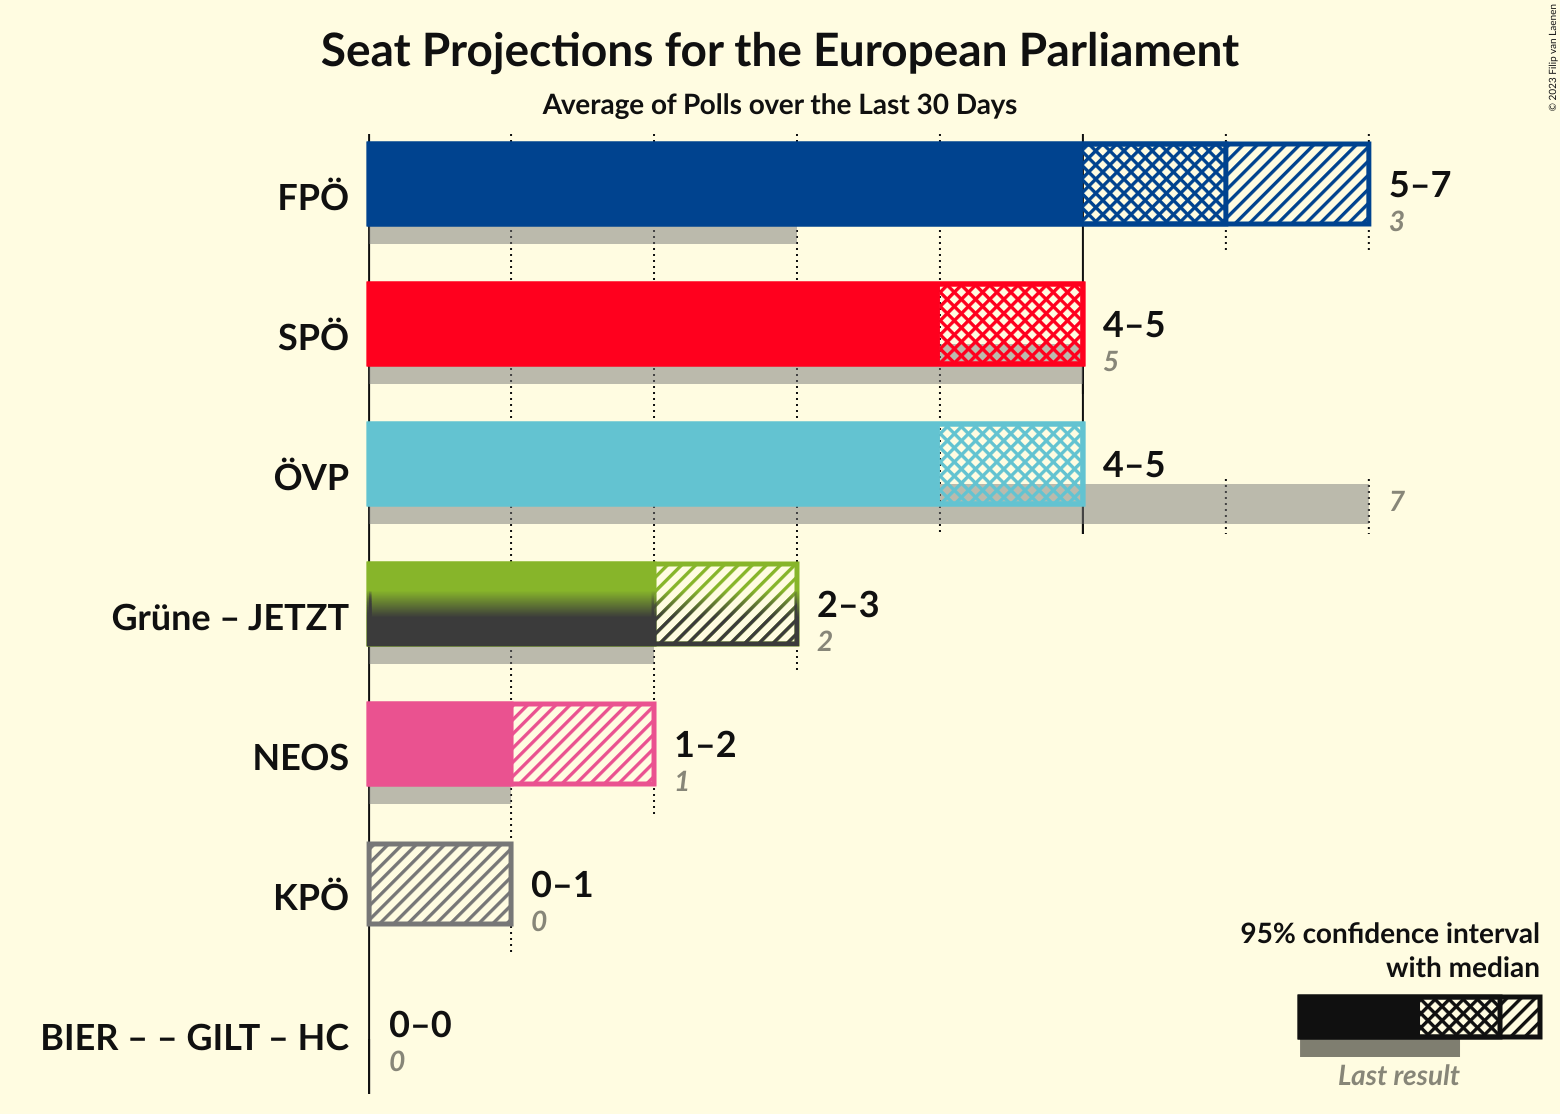 Seat Projections for the European Parliament
Average of Polls over the Last 30 Days
© 2023 Filip van Laenen
FPÖ
5–7
3
SPÖ
4–5
5
ÖVP
4–5
7
Grüne – JETZT
2–3
2
NEOS
1–2
1
KPÖ
0–1
0
BIER – – GILT – HC
0–0
0
95% confidence interval
with median
Last result